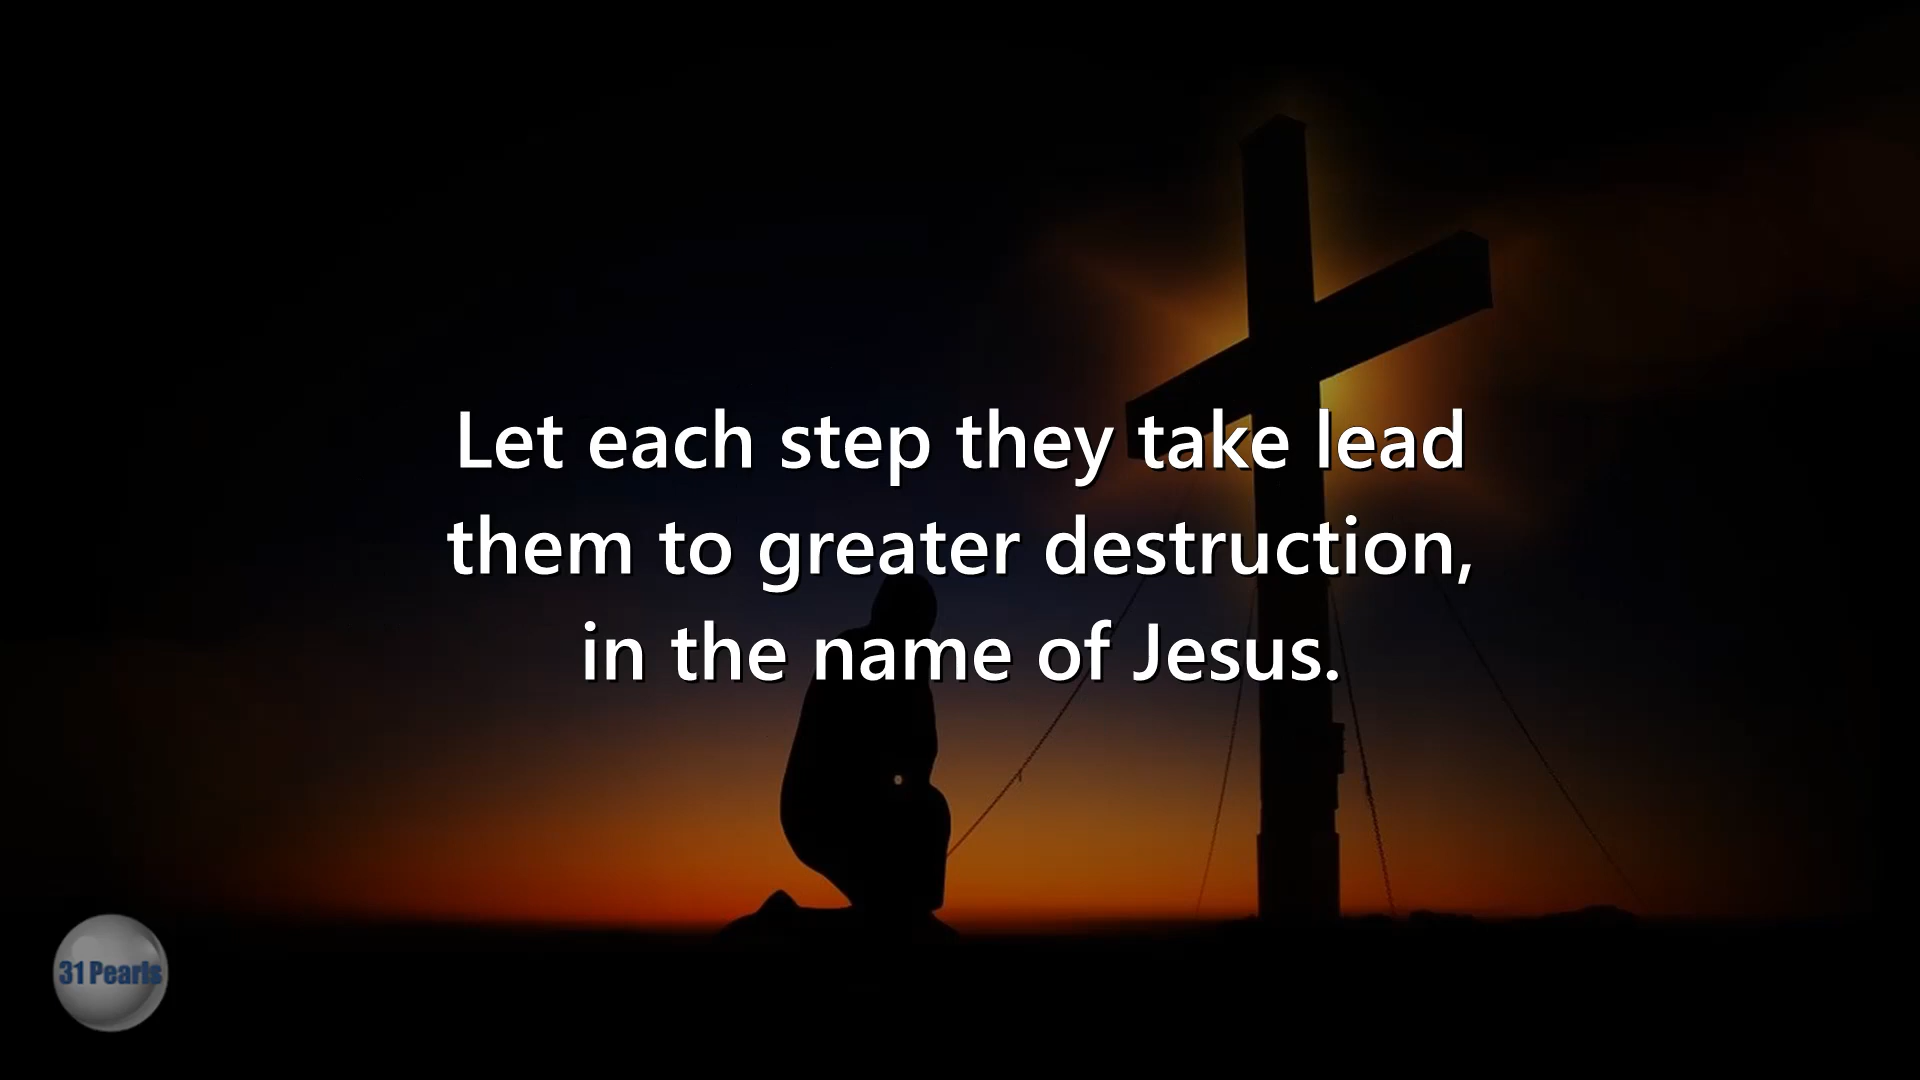 Let each step they take lead
them to greater destruction,
in the name of Jesus.
31 Pearls